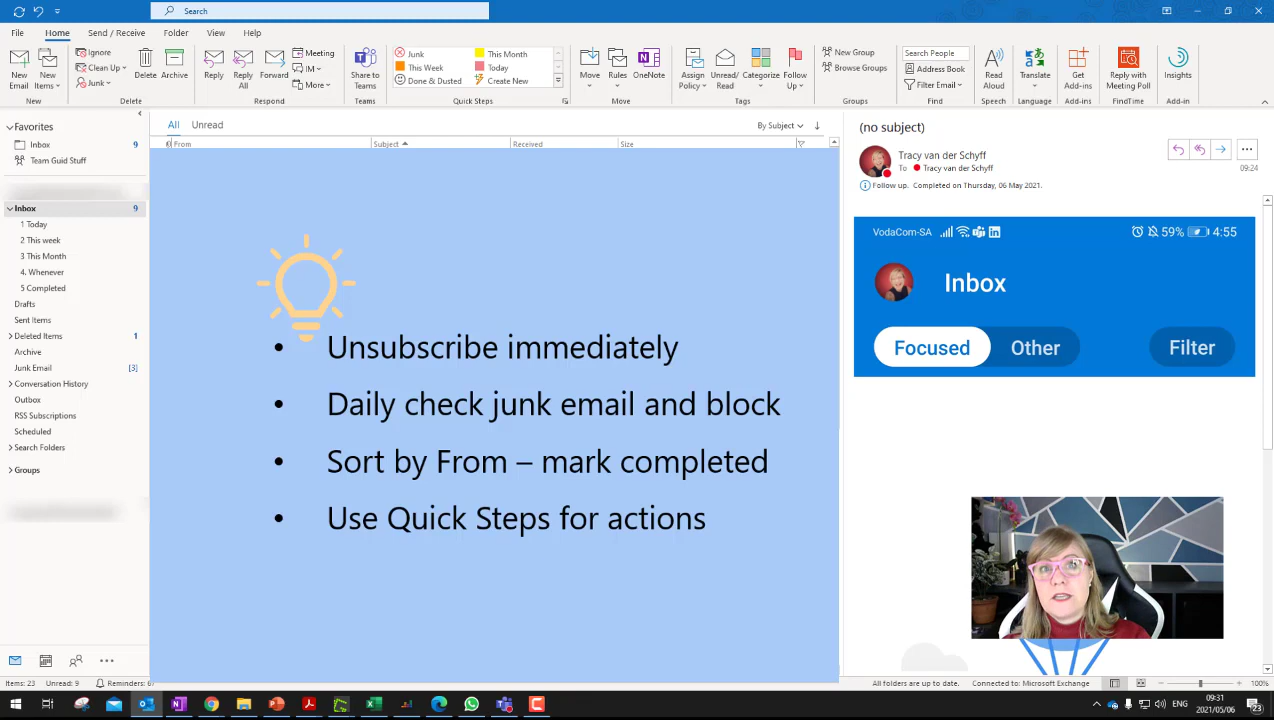 Search
File Home Send / Receive Folder View Help
New Email
New Items
Ignore
Clean Up
Junk
Delete
Archive
Reply
Reply All
Forward
Meeting
IM
More
Share to Teams
Junk
This Week
Done & Dusted
This Month
Today
Create New
Move
Rules
OneNote
Assign Policy
Unread/ Read
Categorize
Follow Up
New Group
Browse Groups
Search People
Address Book
Filter Email
Read Aloud
Translate
Get Add-ins
Reply with Meeting Poll
Insights
New Delete Respond Teams Quick Steps Move Tags Groups Find Speech Language Add-ins FindTime Add-in
Favorites
Inbox 9
Team Guid Stuff
Inbox 9
1 Today
2 This week
3 This Month
4. Whenever
5 Completed
Drafts
Sent Items
Deleted Items 1
Archive
Junk Email [3]
Conversation History
Outbox
RSS Subscriptions
Scheduled
Search Folders
Groups
All Unread By Subject
From Subject Received Size
• Unsubscribe immediately
• Daily check junk email and block
• Sort by From – mark completed
• Use Quick Steps for actions
(no subject)
Tracy van der Schyff
To Tracy van der Schyff
09:24
Follow up. Completed on Thursday, 06 May 2021.
VodaCom-SA 59% 4:55
Inbox
Focused Other Filter
Items: 23 Unread: 9 Reminders: 6
All folders are up to date. Connected to: Microsoft Exchange 100%
09:31
2021/05/06
23